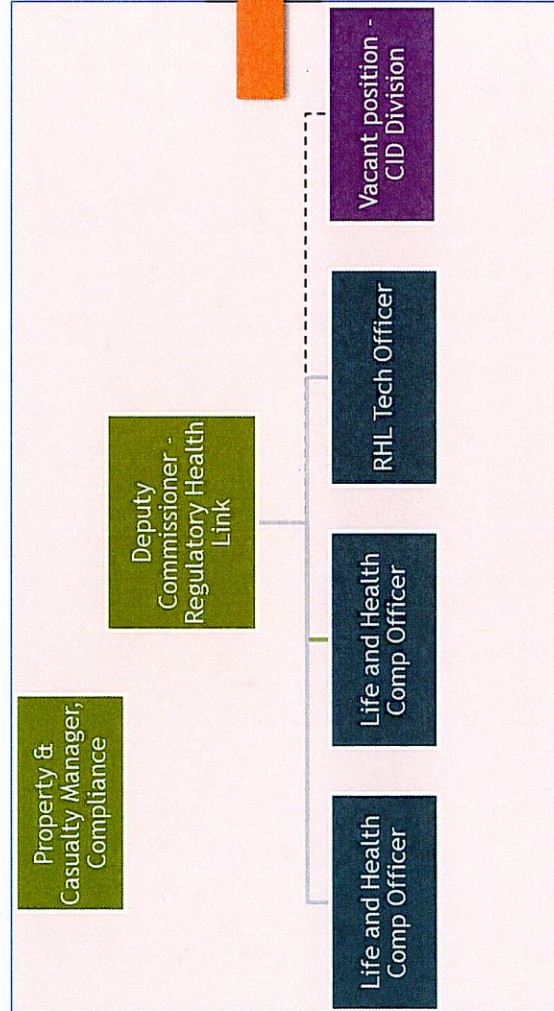 Property &
Casualty Manager,
Compliance
Deputy
Commissioner -
Regulatory Health
Link
Life and Health
Comp Officer
Life and Health
Comp Officer
RHL Tech Officer
Vacant position -
CID Division